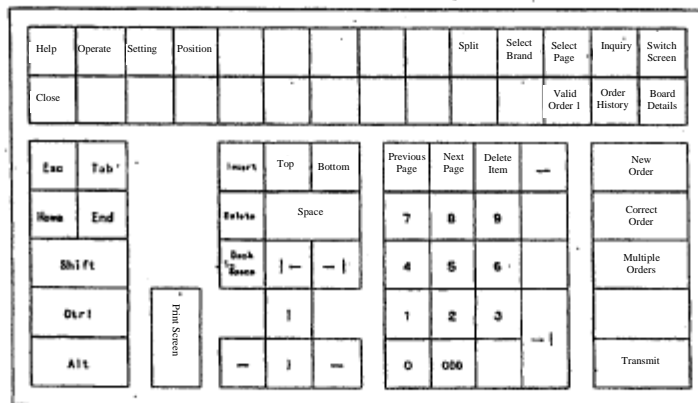 Help Operate Setting Position Split Select Brand Select Page Inquiry Switch Screen
Close Valid Order 1 Order History Board Details
Esc Tab Insert Top Bottom Previous Page Next Page Delete Item New Order
Home End Delete Space 7 8 9 Correct Order
Shift Back Space 4 5 6 Multiple Orders
Ctrl Print Screen 1 2 3
Alt 0 000 Transmit